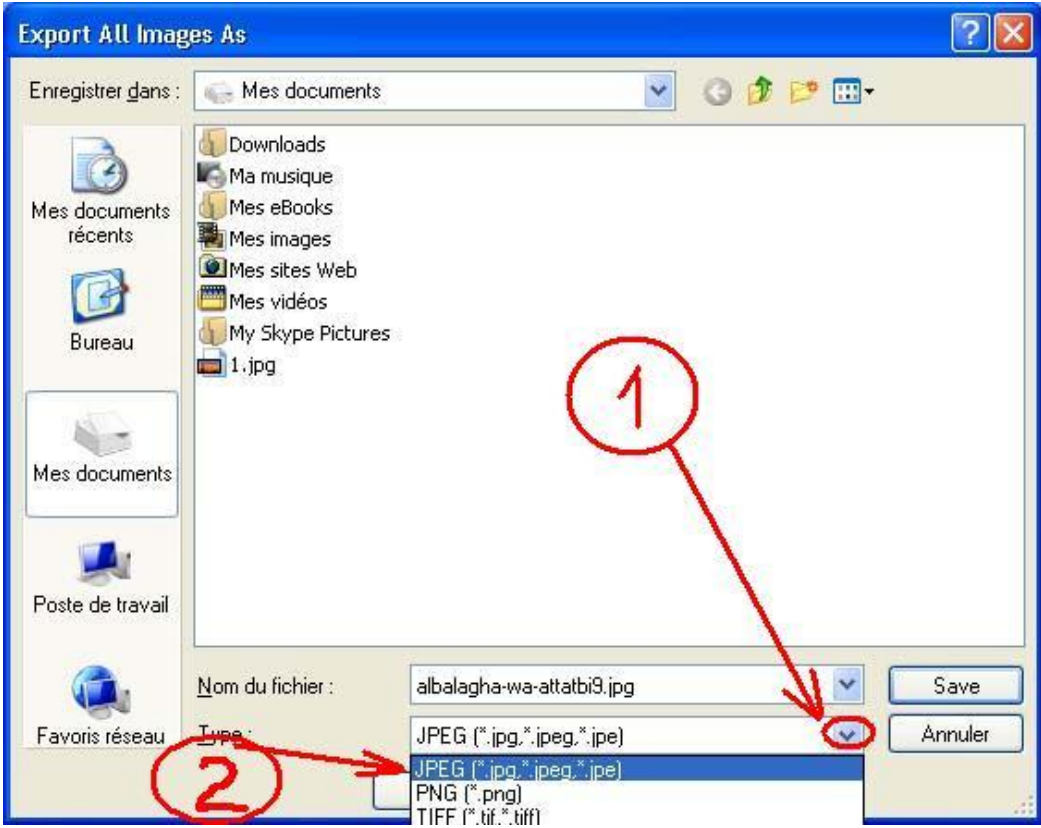 Export All Images As
Enregistrer dans :
Mes documents
Downloads
Ma musique
Mes eBooks
Mes images
Mes sites Web
Mes vidéos
My Skype Pictures
1.jpg
Mes documents
récents
Bureau
Mes documents
Poste de travail
Favoris réseau
1
Nom du fichier :
albalagha-wa-attatbi9.jpg
Save
Type :
JPEG (*.jpg,*.jpeg,*.jpe)
Annuler
2
JPEG (*.jpg,*.jpeg,*.jpe)
PNG (*.png)
TIFF (*.tif,*.tiff)